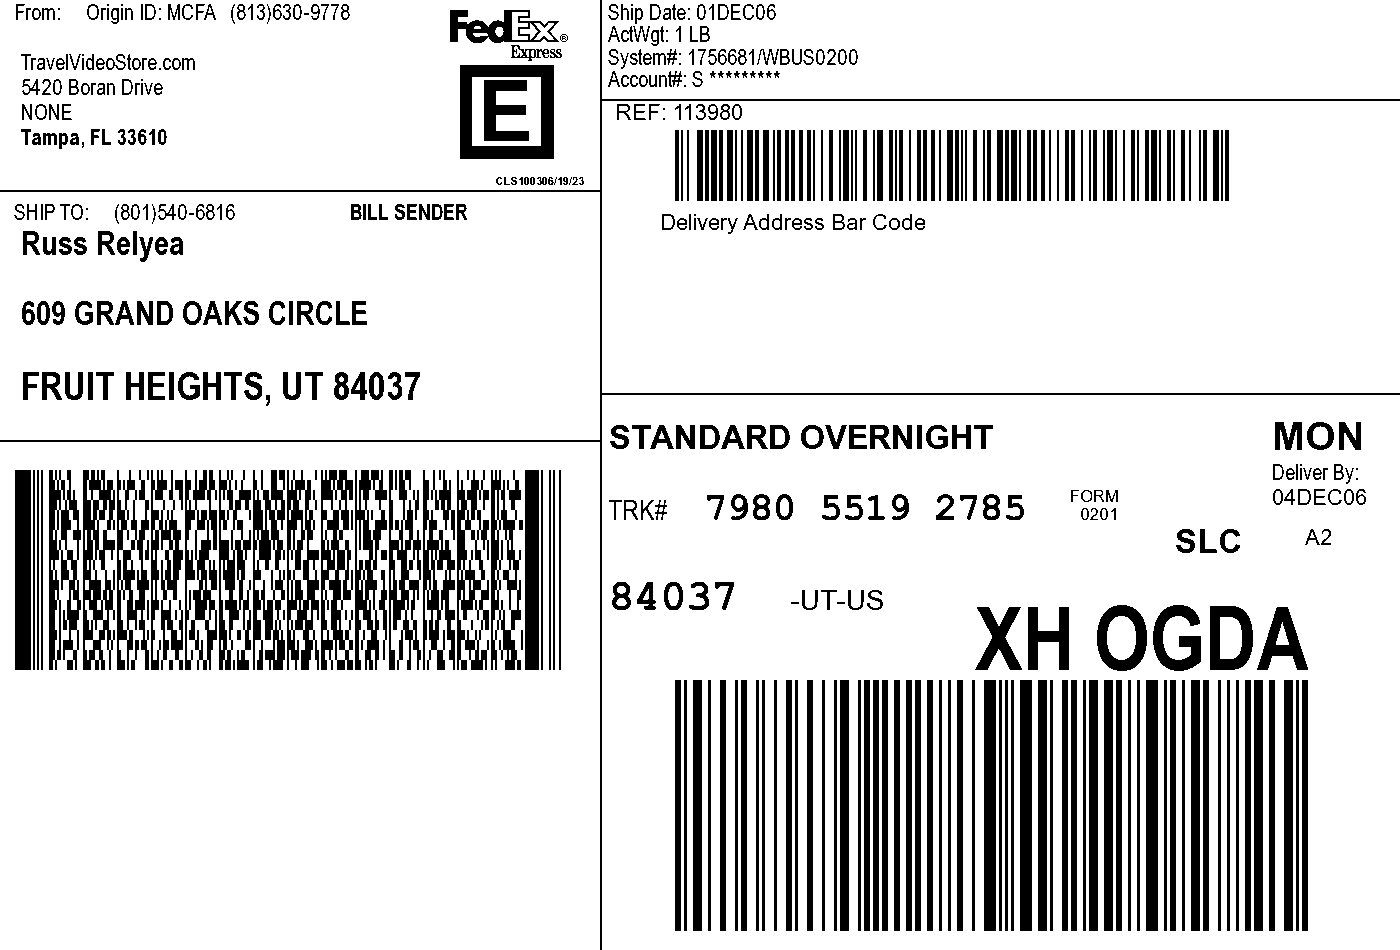 From: Origin ID: MCFA (813)630-9778
TravelVideoStore.com
5420 Boran Drive
NONE
Tampa, FL 33610
FedEx®
Express
E
CLS100306/19/23
SHIP TO: (801)540-6816 BILL SENDER
Russ Relyea
609 GRAND OAKS CIRCLE
FRUIT HEIGHTS, UT 84037
Ship Date: 01DEC06
ActWgt: 1 LB
System#: 1756681/WBUS0200
Account#: S *********
REF: 113980
Delivery Address Bar Code
STANDARD OVERNIGHT
MON
Deliver By:
04DEC06
TRK# 7980 5519 2785 FORM
0201
SLC A2
84037 -UT-US
XH OGDA